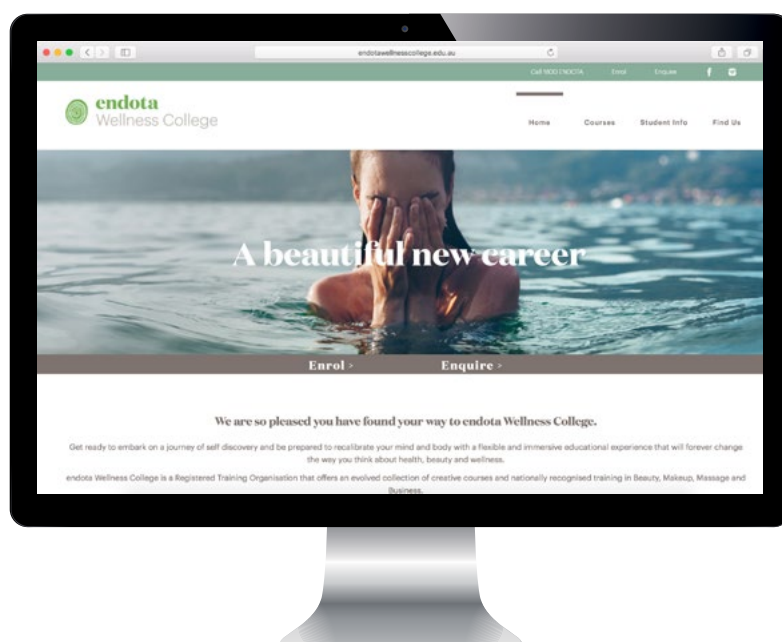 endotawellnesscollege.edu.au
Call 1800 ENDOTA Enrol Enquire f
endota
Wellness College
Home Courses Student Info Find Us
A beautiful new career
Enrol > Enquire >
We are so pleased you have found your way to endota Wellness College.
Get ready to embark on a journey of self discovery and be prepared to recalibrate your mind and body with a flexible and immersive educational experience that will forever change
the way you think about health, beauty and wellness.
endota Wellness College is a Registered Training Organisation that offers an evolved collection of creative courses and nationally recognised training in Beauty, Makeup, Massage and
Business.